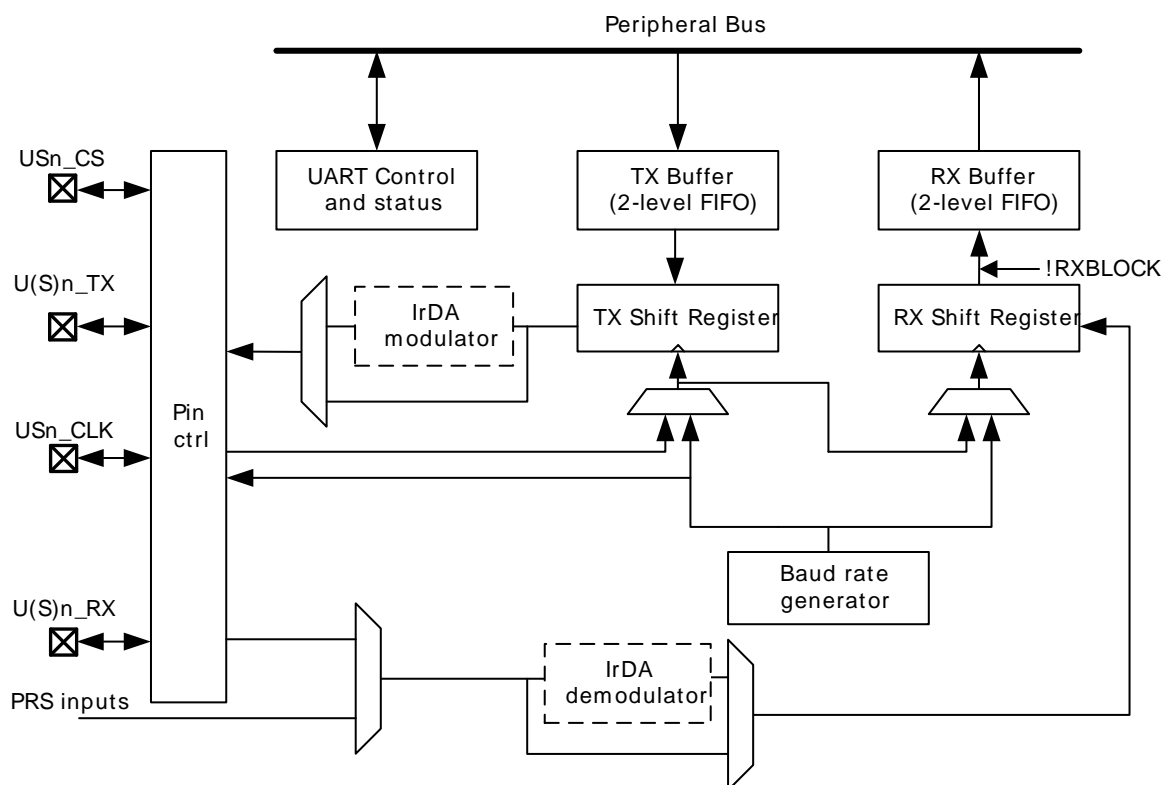 Peripheral Bus
USn_CS
UART Control
and status
TX Buffer
(2-level FIFO)
RX Buffer
(2-level FIFO)
!RXBLOCK
U(S)n_TX
IrDA
modulator
TX Shift Register
RX Shift Register
Pin
ctrl
USn_CLK
Baud rate
generator
U(S)n_RX
IrDA
demodulator
PRS inputs